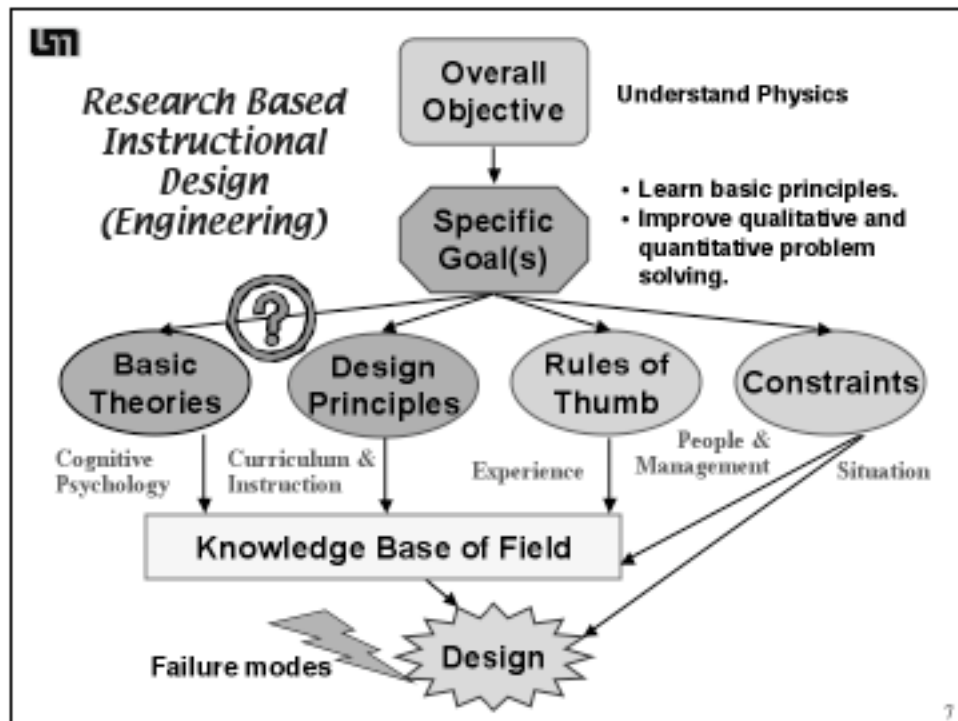 Research Based
Instructional
Design
(Engineering)
Overall
Objective
Understand Physics
Specific
Goal(s)
• Learn basic principles.
• Improve qualitative and
quantitative problem
solving.
?
Basic
Theories
Design
Principles
Rules of
Thumb
Constraints
Cognitive
Psychology
Curriculum &
Instruction
Experience
People &
Management
Situation
Knowledge Base of Field
Failure modes
Design
7